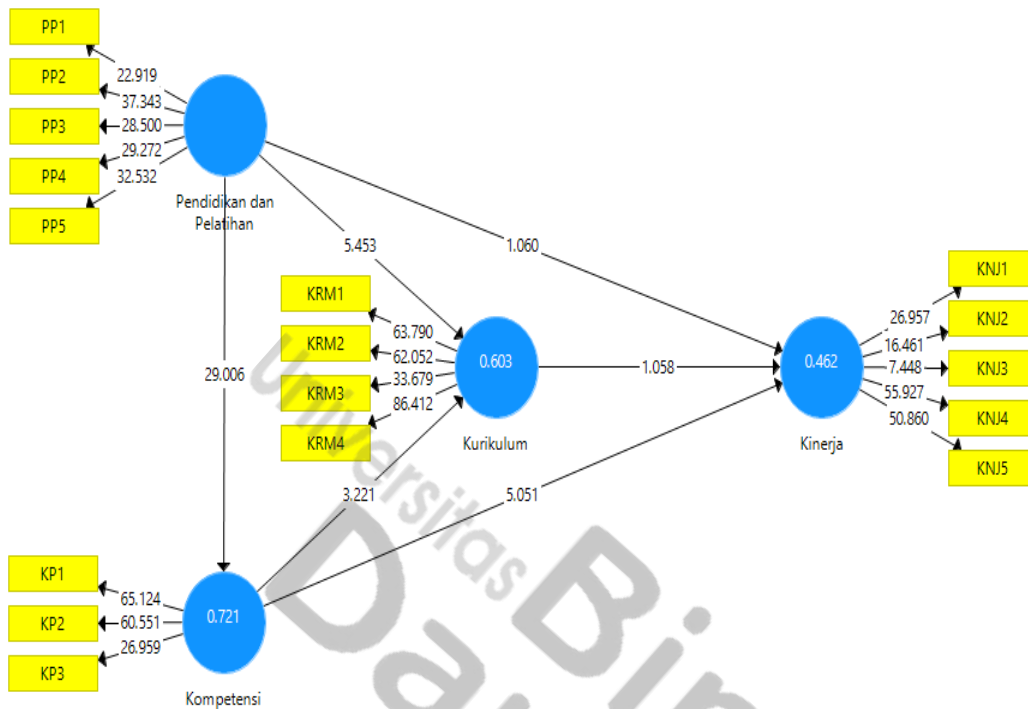 PP1
22.919
PP2
37.343
PP3
28.500
PP4
29.272
PP5
32.532
Pendidikan dan
Pelatihan
5.453
1.060
29.006
KRM1
63.790
KRM2
62.052
KRM3
33.679
KRM4
86.412
0.603
Kurikulum
1.058
0.462
Kinerja
KNJ1
26.957
KNJ2
16.461
KNJ3
7.448
KNJ4
55.927
KNJ5
50.860
3.221
5.051
KP1
65.124
KP2
60.551
KP3
26.959
0.721
Kompetensi
Universitas